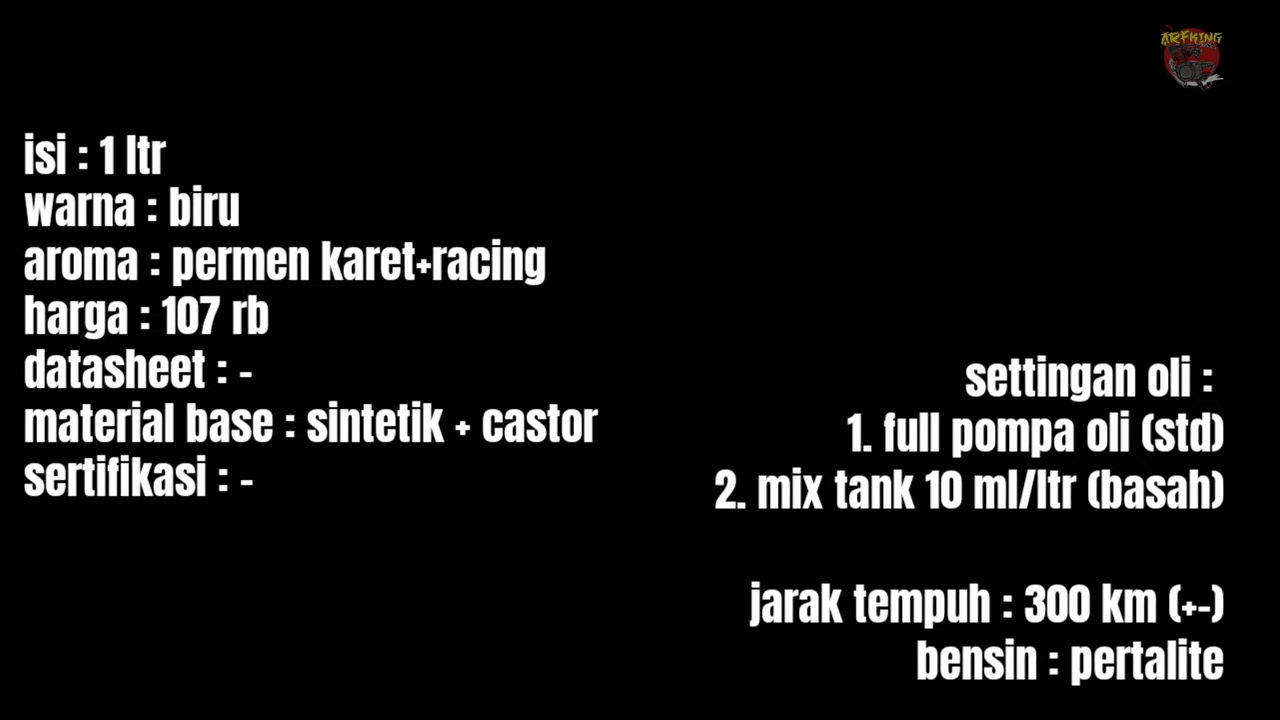 ARFKING
isi : 1 ltr
warna : biru
aroma : permen karet+racing
harga : 107 rb
datasheet : -
material base : sintetik + castor
sertifikasi : -
settingan oli :
1. full pompa oli (std)
2. mix tank 10 ml/ltr (basah)
jarak tempuh : 300 km (+-)
bensin : pertalite